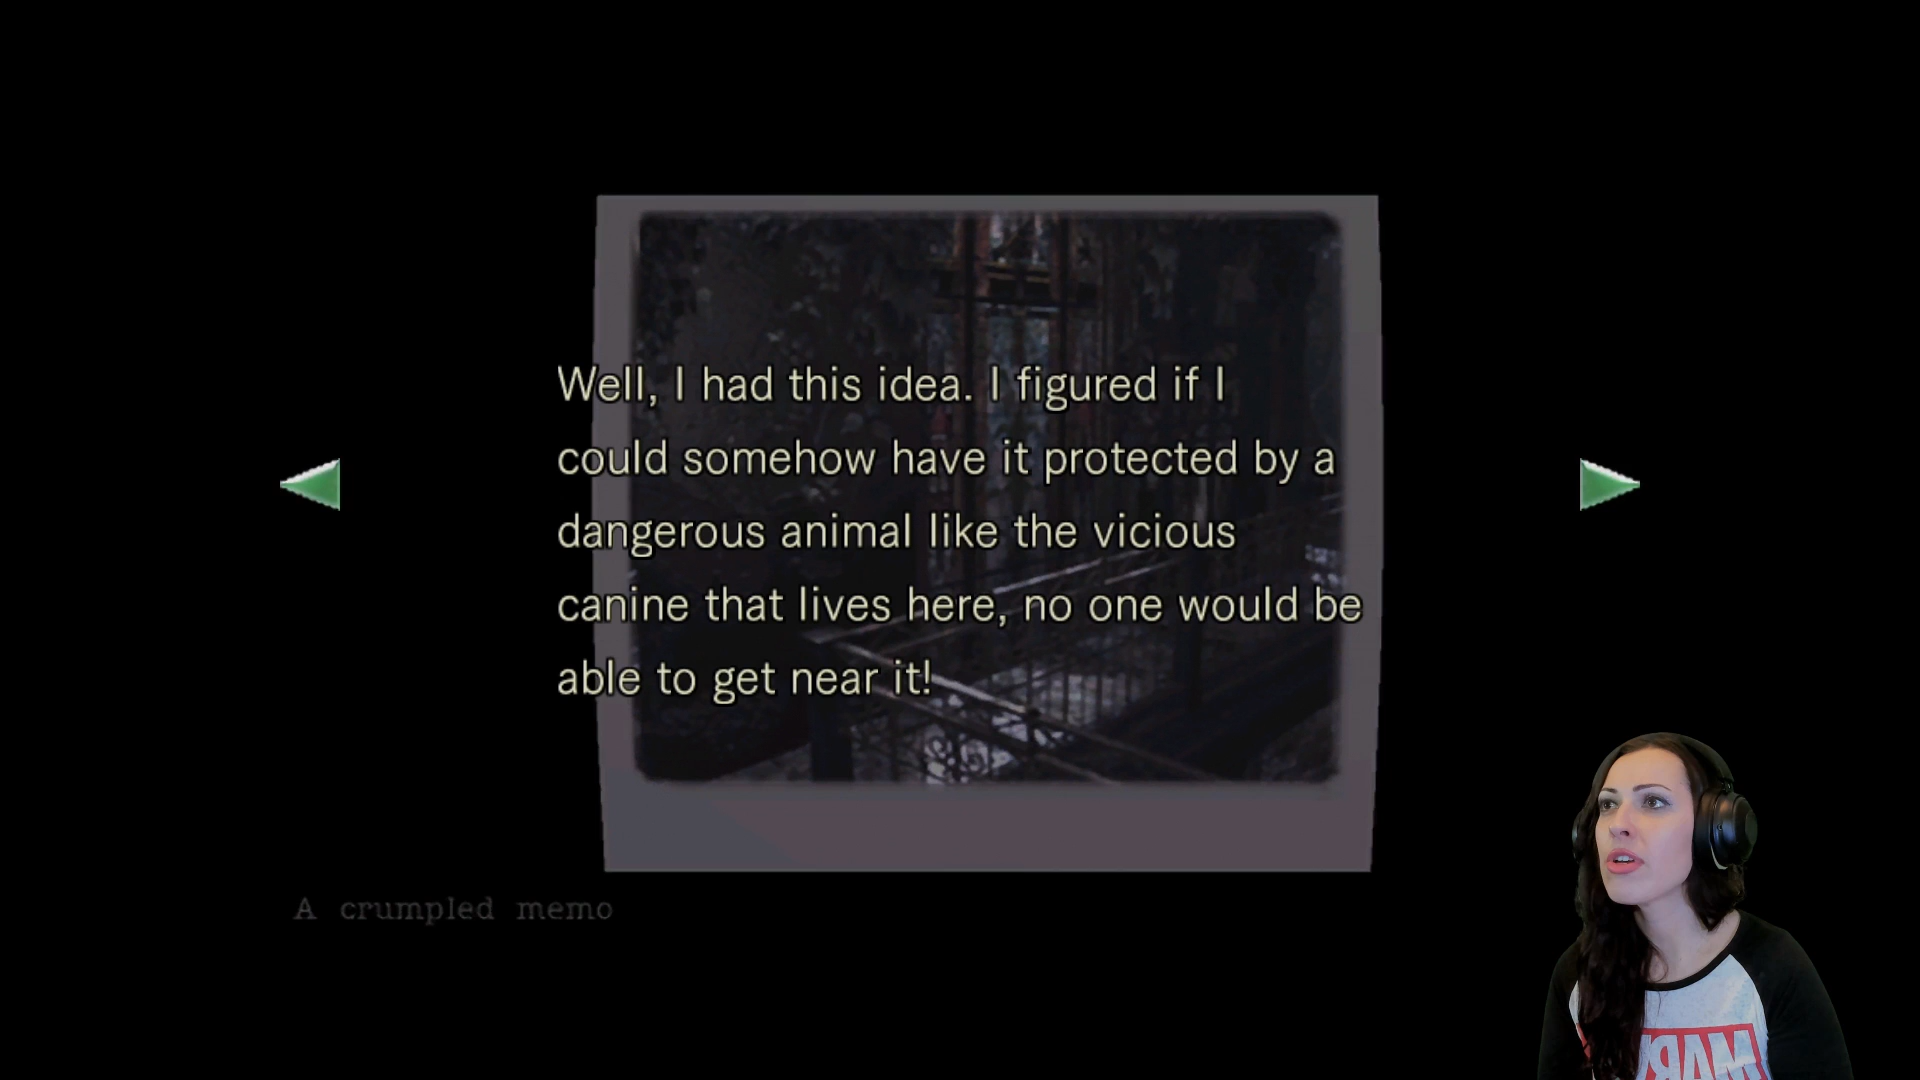 Well, I had this idea. I figured if I
could somehow have it protected by a
dangerous animal like the vicious
canine that lives here, no one would be
able to get near it!
A crumpled memo